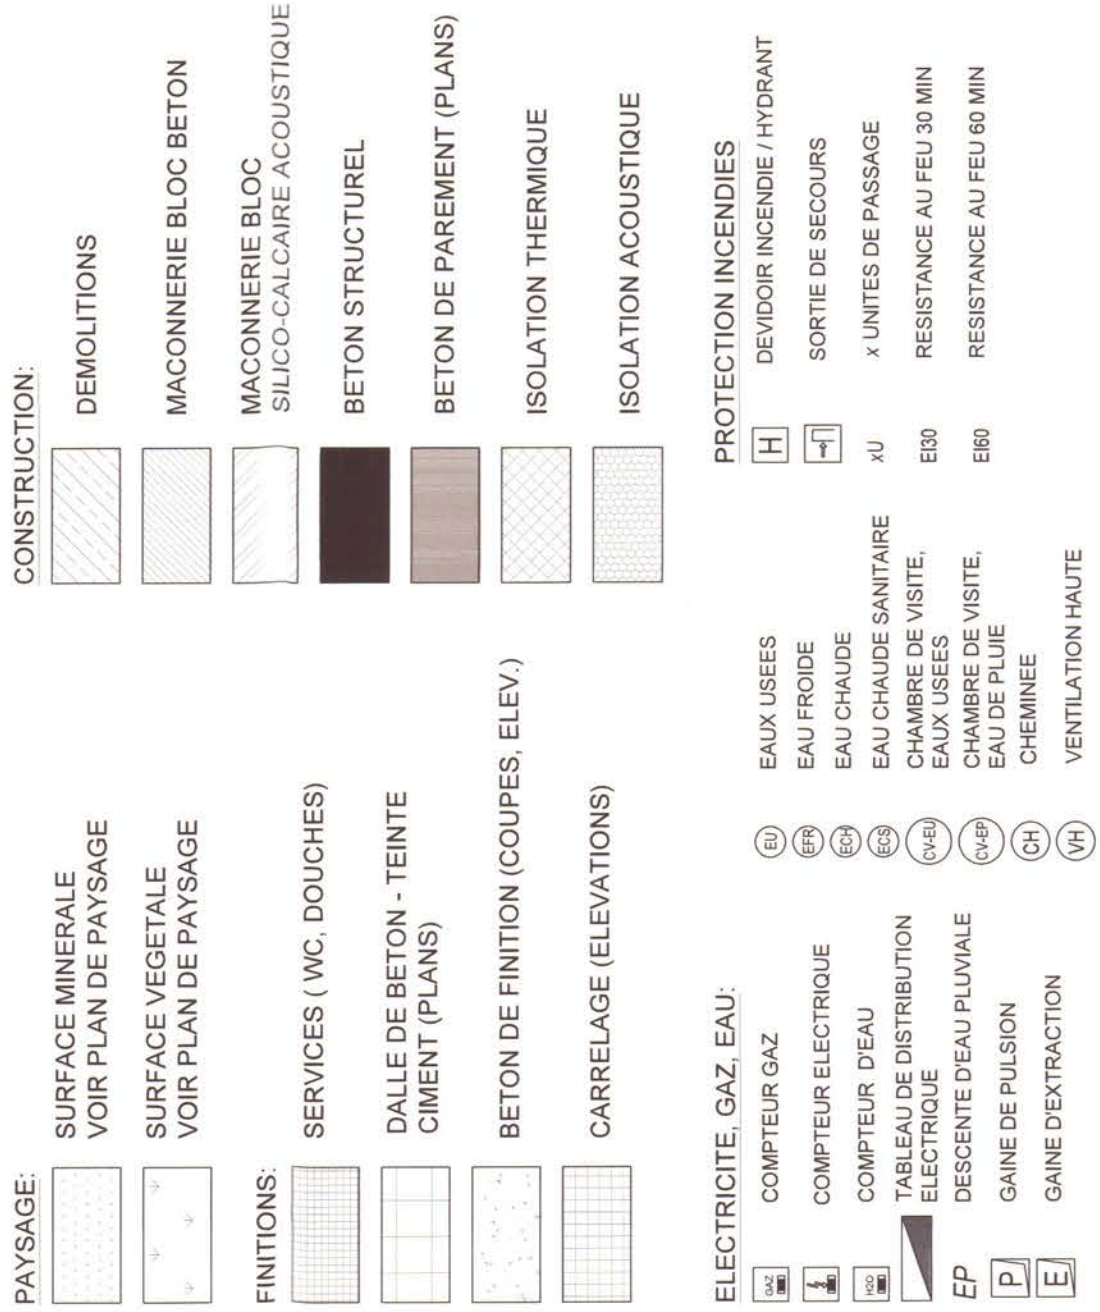 PAYSAGE:
SURFACE MINERALE
VOIR PLAN DE PAYSAGE
SURFACE VEGETALE
VOIR PLAN DE PAYSAGE
FINITIONS:
SERVICES ( WC, DOUCHES)
DALLE DE BETON - TEINTE
CIMENT (PLANS)
BETON DE FINITION (COUPES, ELEV.)
CARRELAGE (ELEVATIONS)
CONSTRUCTION:
DEMOLITIONS
MACONNERIE BLOC BETON
MACONNERIE BLOC
SILICO-CALCAIRE ACOUSTIQUE
BETON STRUCTUREL
BETON DE PAREMENT (PLANS)
ISOLATION THERMIQUE
ISOLATION ACOUSTIQUE
ELECTRICITE, GAZ, EAU:
GAZ COMPTEUR GAZ
COMPTEUR ELECTRIQUE
H2O COMPTEUR D'EAU
TABLEAU DE DISTRIBUTION
ELECTRIQUE
EP DESCENTE D'EAU PLUVIALE
P GAINE DE PULSION
E GAINE D'EXTRACTION
EU EAUX USEES
EFR EAU FROIDE
ECH EAU CHAUDE
ECS EAU CHAUDE SANITAIRE
CV-EU CHAMBRE DE VISITE,
EAUX USEES
CV-EP CHAMBRE DE VISITE,
EAU DE PLUIE
CH CHEMINEE
VH VENTILATION HAUTE
PROTECTION INCENDIES
H DEVIDOIR INCENDIE / HYDRANT
SORTIE DE SECOURS
xU x UNITES DE PASSAGE
EI30 RESISTANCE AU FEU 30 MIN
EI60 RESISTANCE AU FEU 60 MIN